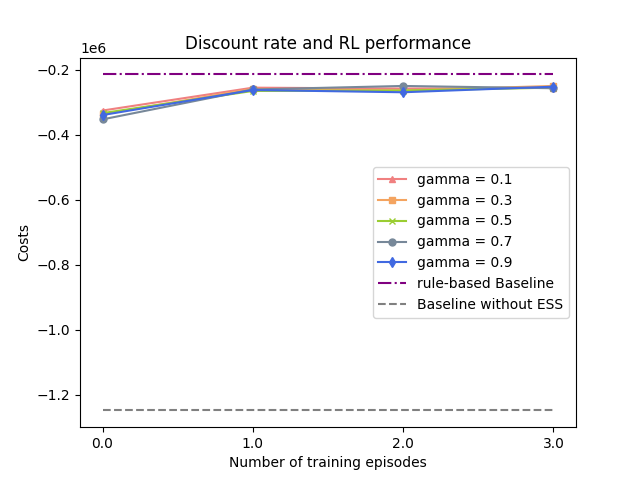 Discount rate and RL performance
1e6
−0.2
−0.4
−0.6
−0.8
−1.0
−1.2
Costs
gamma = 0.1
gamma = 0.3
gamma = 0.5
gamma = 0.7
gamma = 0.9
rule-based Baseline
Baseline without ESS
0.0 1.0 2.0 3.0
Number of training episodes